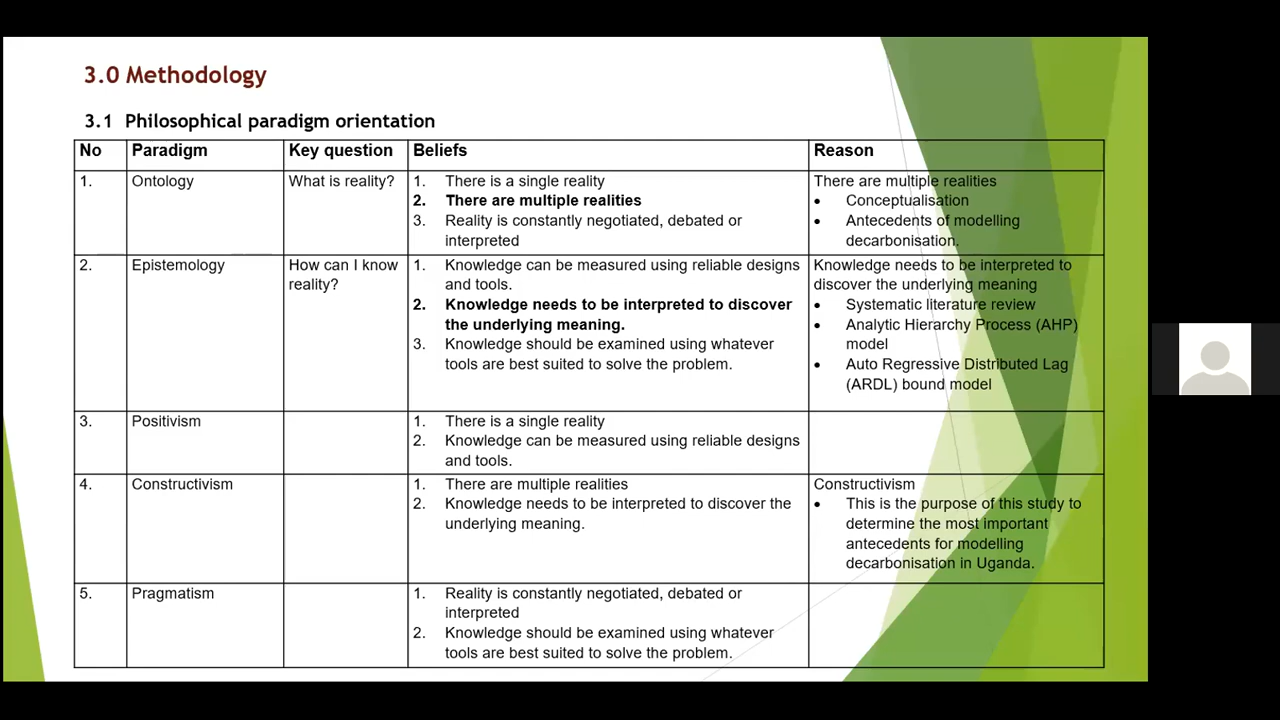 3.0 Methodology
3.1 Philosophical paradigm orientation
No Paradigm Key question Beliefs Reason
1. Ontology What is reality?
1. There is a single reality
2. There are multiple realities
3. Reality is constantly negotiated, debated or
interpreted
There are multiple realities
• Conceptualisation
• Antecedents of modelling
decarbonisation.
2. Epistemology
How can I know
reality?
1. Knowledge can be measured using reliable designs
and tools.
2. Knowledge needs to be interpreted to discover
the underlying meaning.
3. Knowledge should be examined using whatever
tools are best suited to solve the problem.
Knowledge needs to be interpreted to
discover the underlying meaning
• Systematic literature review
• Analytic Hierarchy Process (AHP)
model
• Auto Regressive Distributed Lag
(ARDL) bound model
3. Positivism
1. There is a single reality
2. Knowledge can be measured using reliable designs
and tools.
4. Constructivism
1. There are multiple realities
2. Knowledge needs to be interpreted to discover the
underlying meaning.
Constructivism
• This is the purpose of this study to
determine the most important
antecedents for modelling
decarbonisation in Uganda.
5. Pragmatism
1. Reality is constantly negotiated, debated or
interpreted
2. Knowledge should be examined using whatever
tools are best suited to solve the problem.